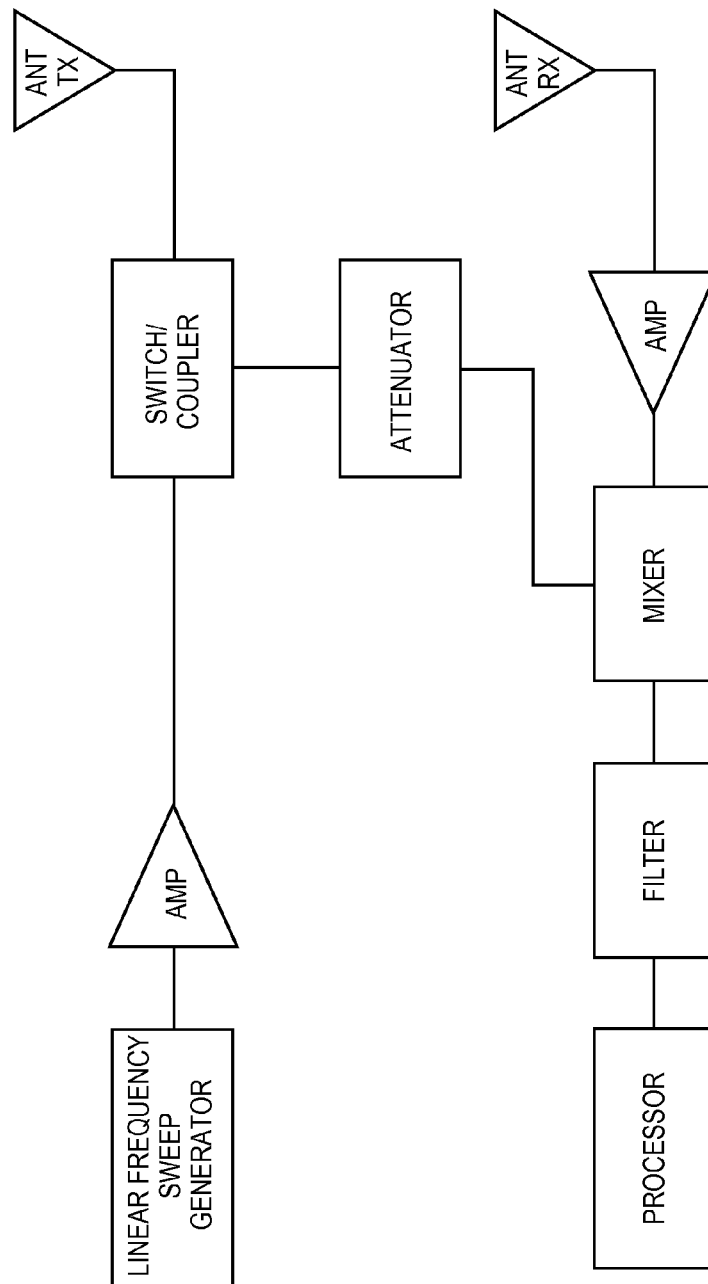 LINEAR FREQUENCY
SWEEP
GENERATOR
AMP
SWITCH/
COUPLER
ANT
TX
ATTENUATOR
PROCESSOR
FILTER
MIXER
AMP
ANT
RX